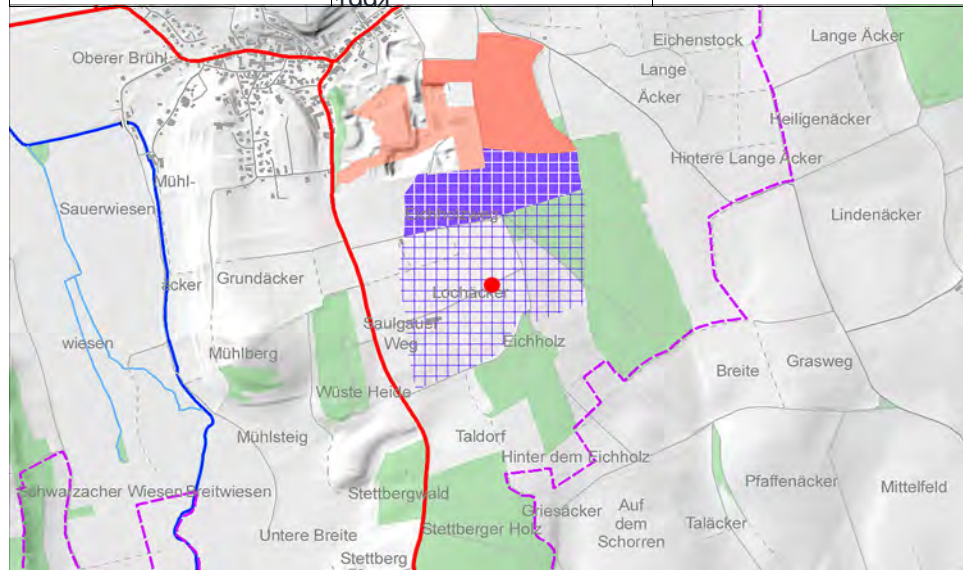 Oberer Brühl
Eichenstock
Lange Äcker
Lange
Äcker
Heiligenäcker
Hintere Lange Äcker
Mühl-
Sauerwiesen
Lindenäcker
äcker
Grundäcker
Lochäcker
Saulgauer
Weg
wiesen
Mühlberg
Eichholz
Breite
Grasweg
Wüste Heide
Mühlsteig
Taldorf
Hinter dem Eichholz
Schwarzacher Wiesen
Breitwiesen
Stettbergwald
Pfaffenäcker
Mittelfeld
Griesäcker
Auf
dem
Schorren
Untere Breite
Stettberger Holz
Taläcker
Stettberg